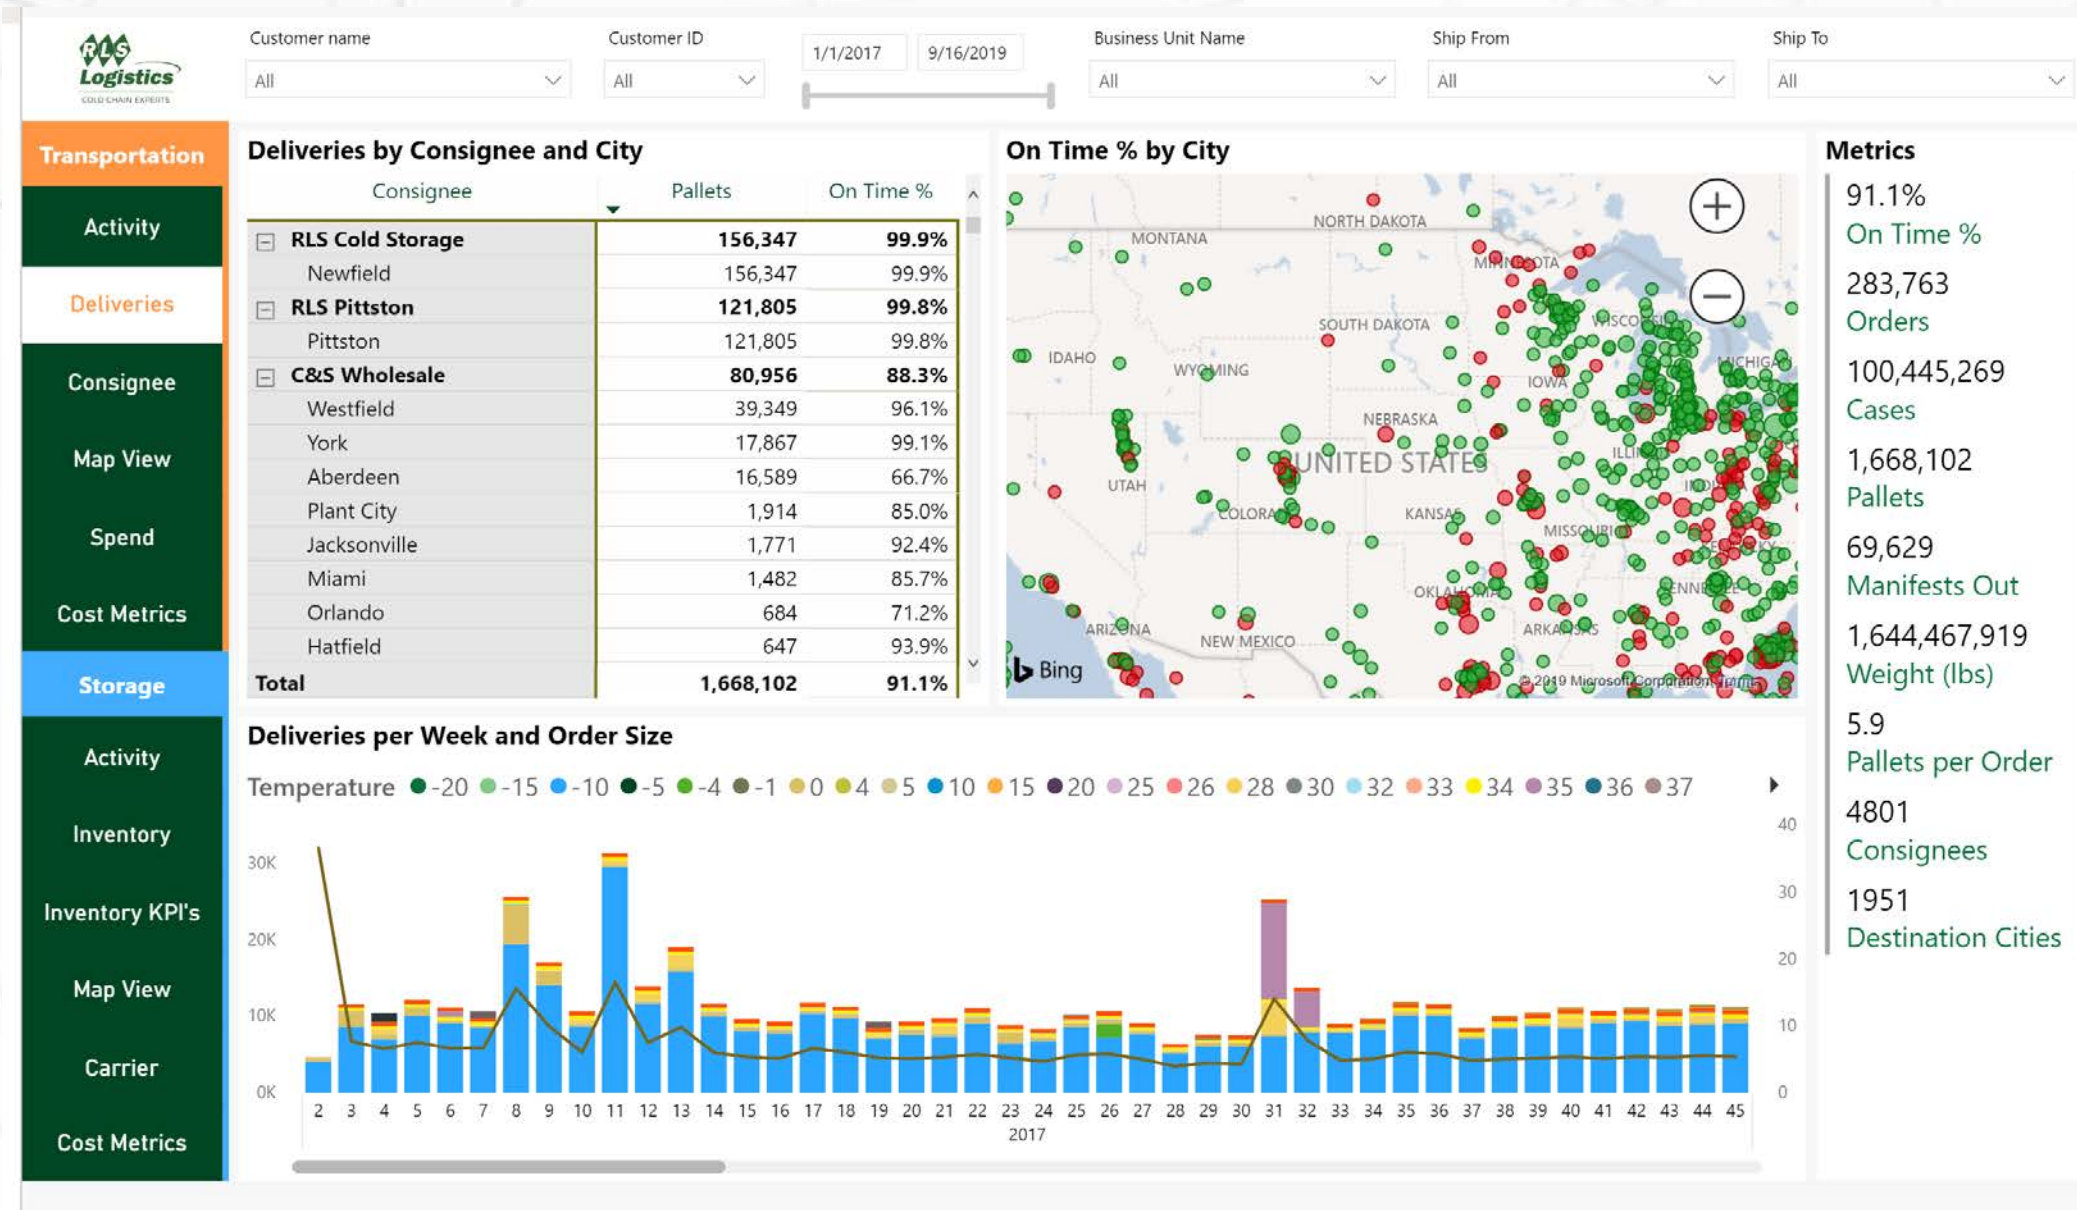 RLS
Logistics
COLD CHAIN EXPERTS
Customer name
All
Customer ID
All
1/1/2017
9/16/2019
Business Unit Name
All
Ship From
All
Ship To
All
Transportation
Activity
Deliveries
Consignee
Map View
Spend
Cost Metrics
Storage
Activity
Inventory
Inventory KPI's
Map View
Carrier
Cost Metrics
Deliveries by Consignee and City
Consignee Pallets On Time %
RLS Cold Storage 156,347 99.9%
Newfield 156,347 99.9%
RLS Pittston 121,805 99.8%
Pittston 121,805 99.8%
C&S Wholesale 80,956 88.3%
Westfield 39,349 96.1%
York 17,867 99.1%
Aberdeen 16,589 66.7%
Plant City 1,914 85.0%
Jacksonville 1,771 92.4%
Miami 1,482 85.7%
Orlando 684 71.2%
Hatfield 647 93.9%
Total 1,668,102 91.1%
On Time % by City
NORTH DAKOTA
MONTANA
MINNESOTA
SOUTH DAKOTA
WISCONSIN
IDAHO
WYOMING
MICHIGAN
IOWA
NEBRASKA
UNITED STATES
UTAH
COLORADO
KANSAS
MISSOURI
OKLAHOMA
ARIZONA
NEW MEXICO
ARKANSAS
Bing
© 2019 Microsoft Corporation Terms
Metrics
91.1%
On Time %
283,763
Orders
100,445,269
Cases
1,668,102
Pallets
69,629
Manifests Out
1,644,467,919
Weight (lbs)
5.9
Pallets per Order
4801
Consignees
1951
Destination Cities
Deliveries per Week and Order Size
Temperature -20 -15 -10 -5 -4 -1 0 4 5 10 15 20 25 26 28 30 32 33 34 35 36 37
30K
20K
10K
0K
40
30
20
10
0
2 3 4 5 6 7 8 9 10 11 12 13 14 15 16 17 18 19 20 21 22 23 24 25 26 27 28 29 30 31 32 33 34 35 36 37 38 39 40 41 42 43 44 45
2017